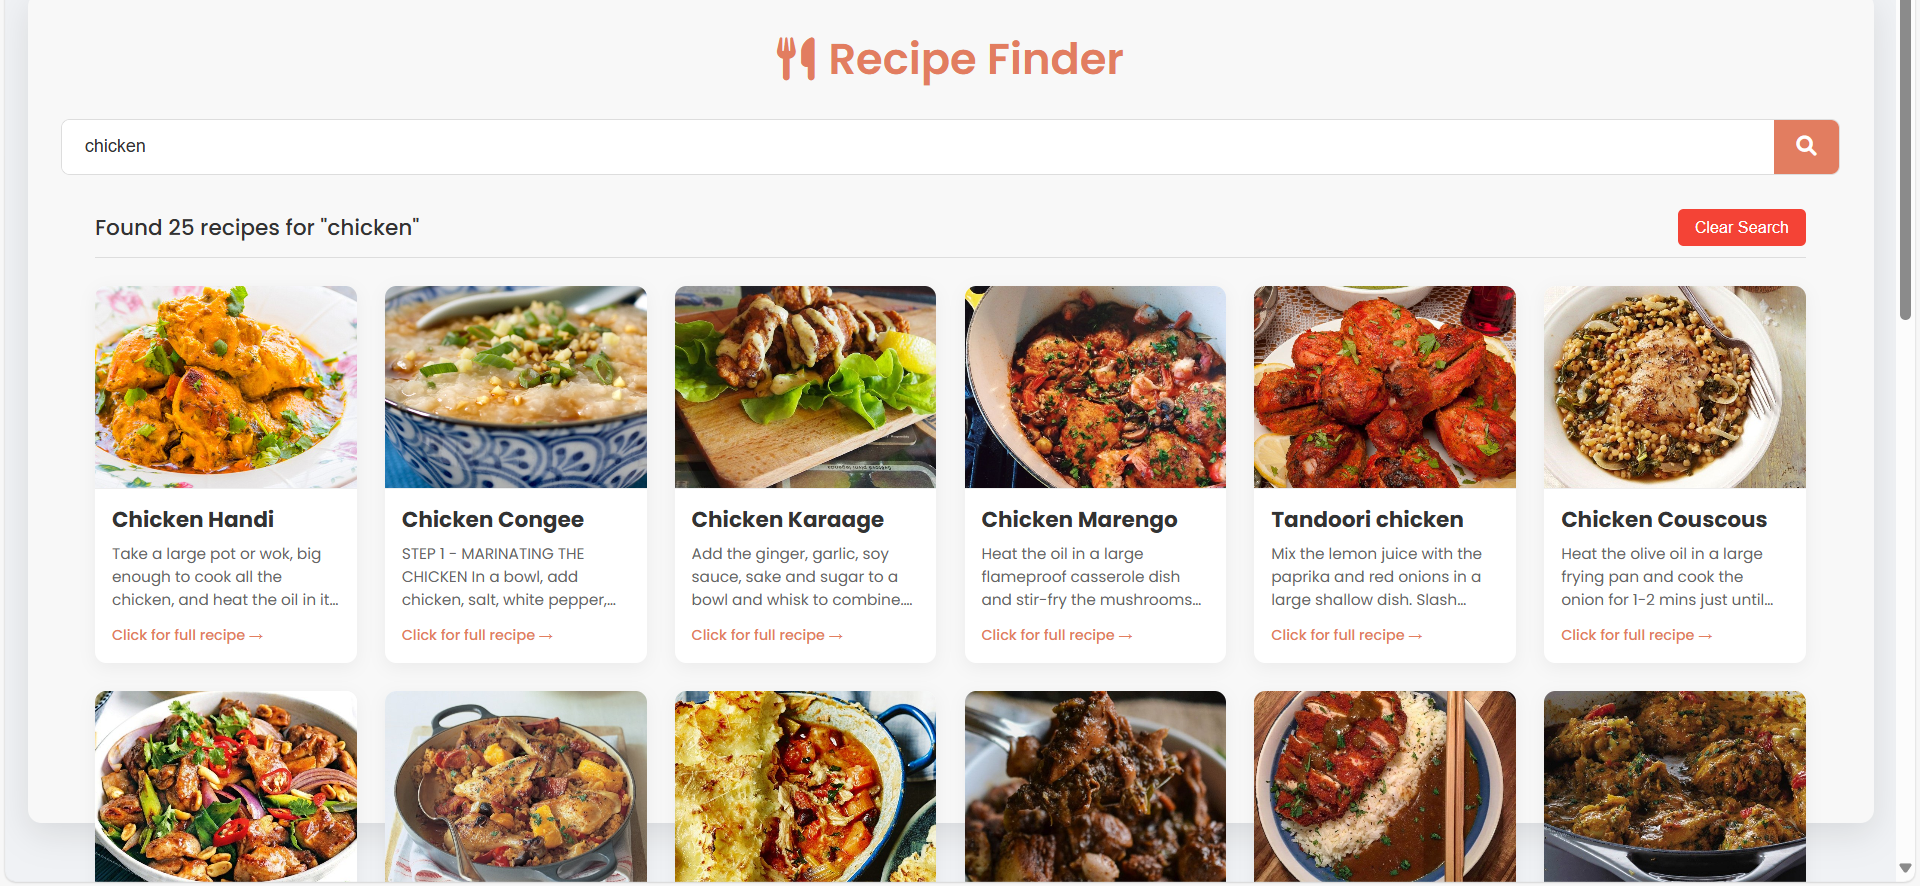 Recipe Finder
chicken
Found 25 recipes for "chicken"
Clear Search
Chicken Handi
Take a large pot or wok, big
enough to cook all the
chicken, and heat the oil in it...
Click for full recipe →
Chicken Congee
STEP 1 - MARINATING THE
CHICKEN In a bowl, add
chicken, salt, white pepper,...
Click for full recipe →
Chicken Karaage
Add the ginger, garlic, soy
sauce, sake and sugar to a
bowl and whisk to combine....
Click for full recipe →
Chicken Marengo
Heat the oil in a large
flameproof casserole dish
and stir-fry the mushrooms...
Click for full recipe →
Tandoori chicken
Mix the lemon juice with the
paprika and red onions in a
large shallow dish. Slash...
Click for full recipe →
Chicken Couscous
Heat the olive oil in a large
frying pan and cook the
onion for 1-2 mins just until...
Click for full recipe →